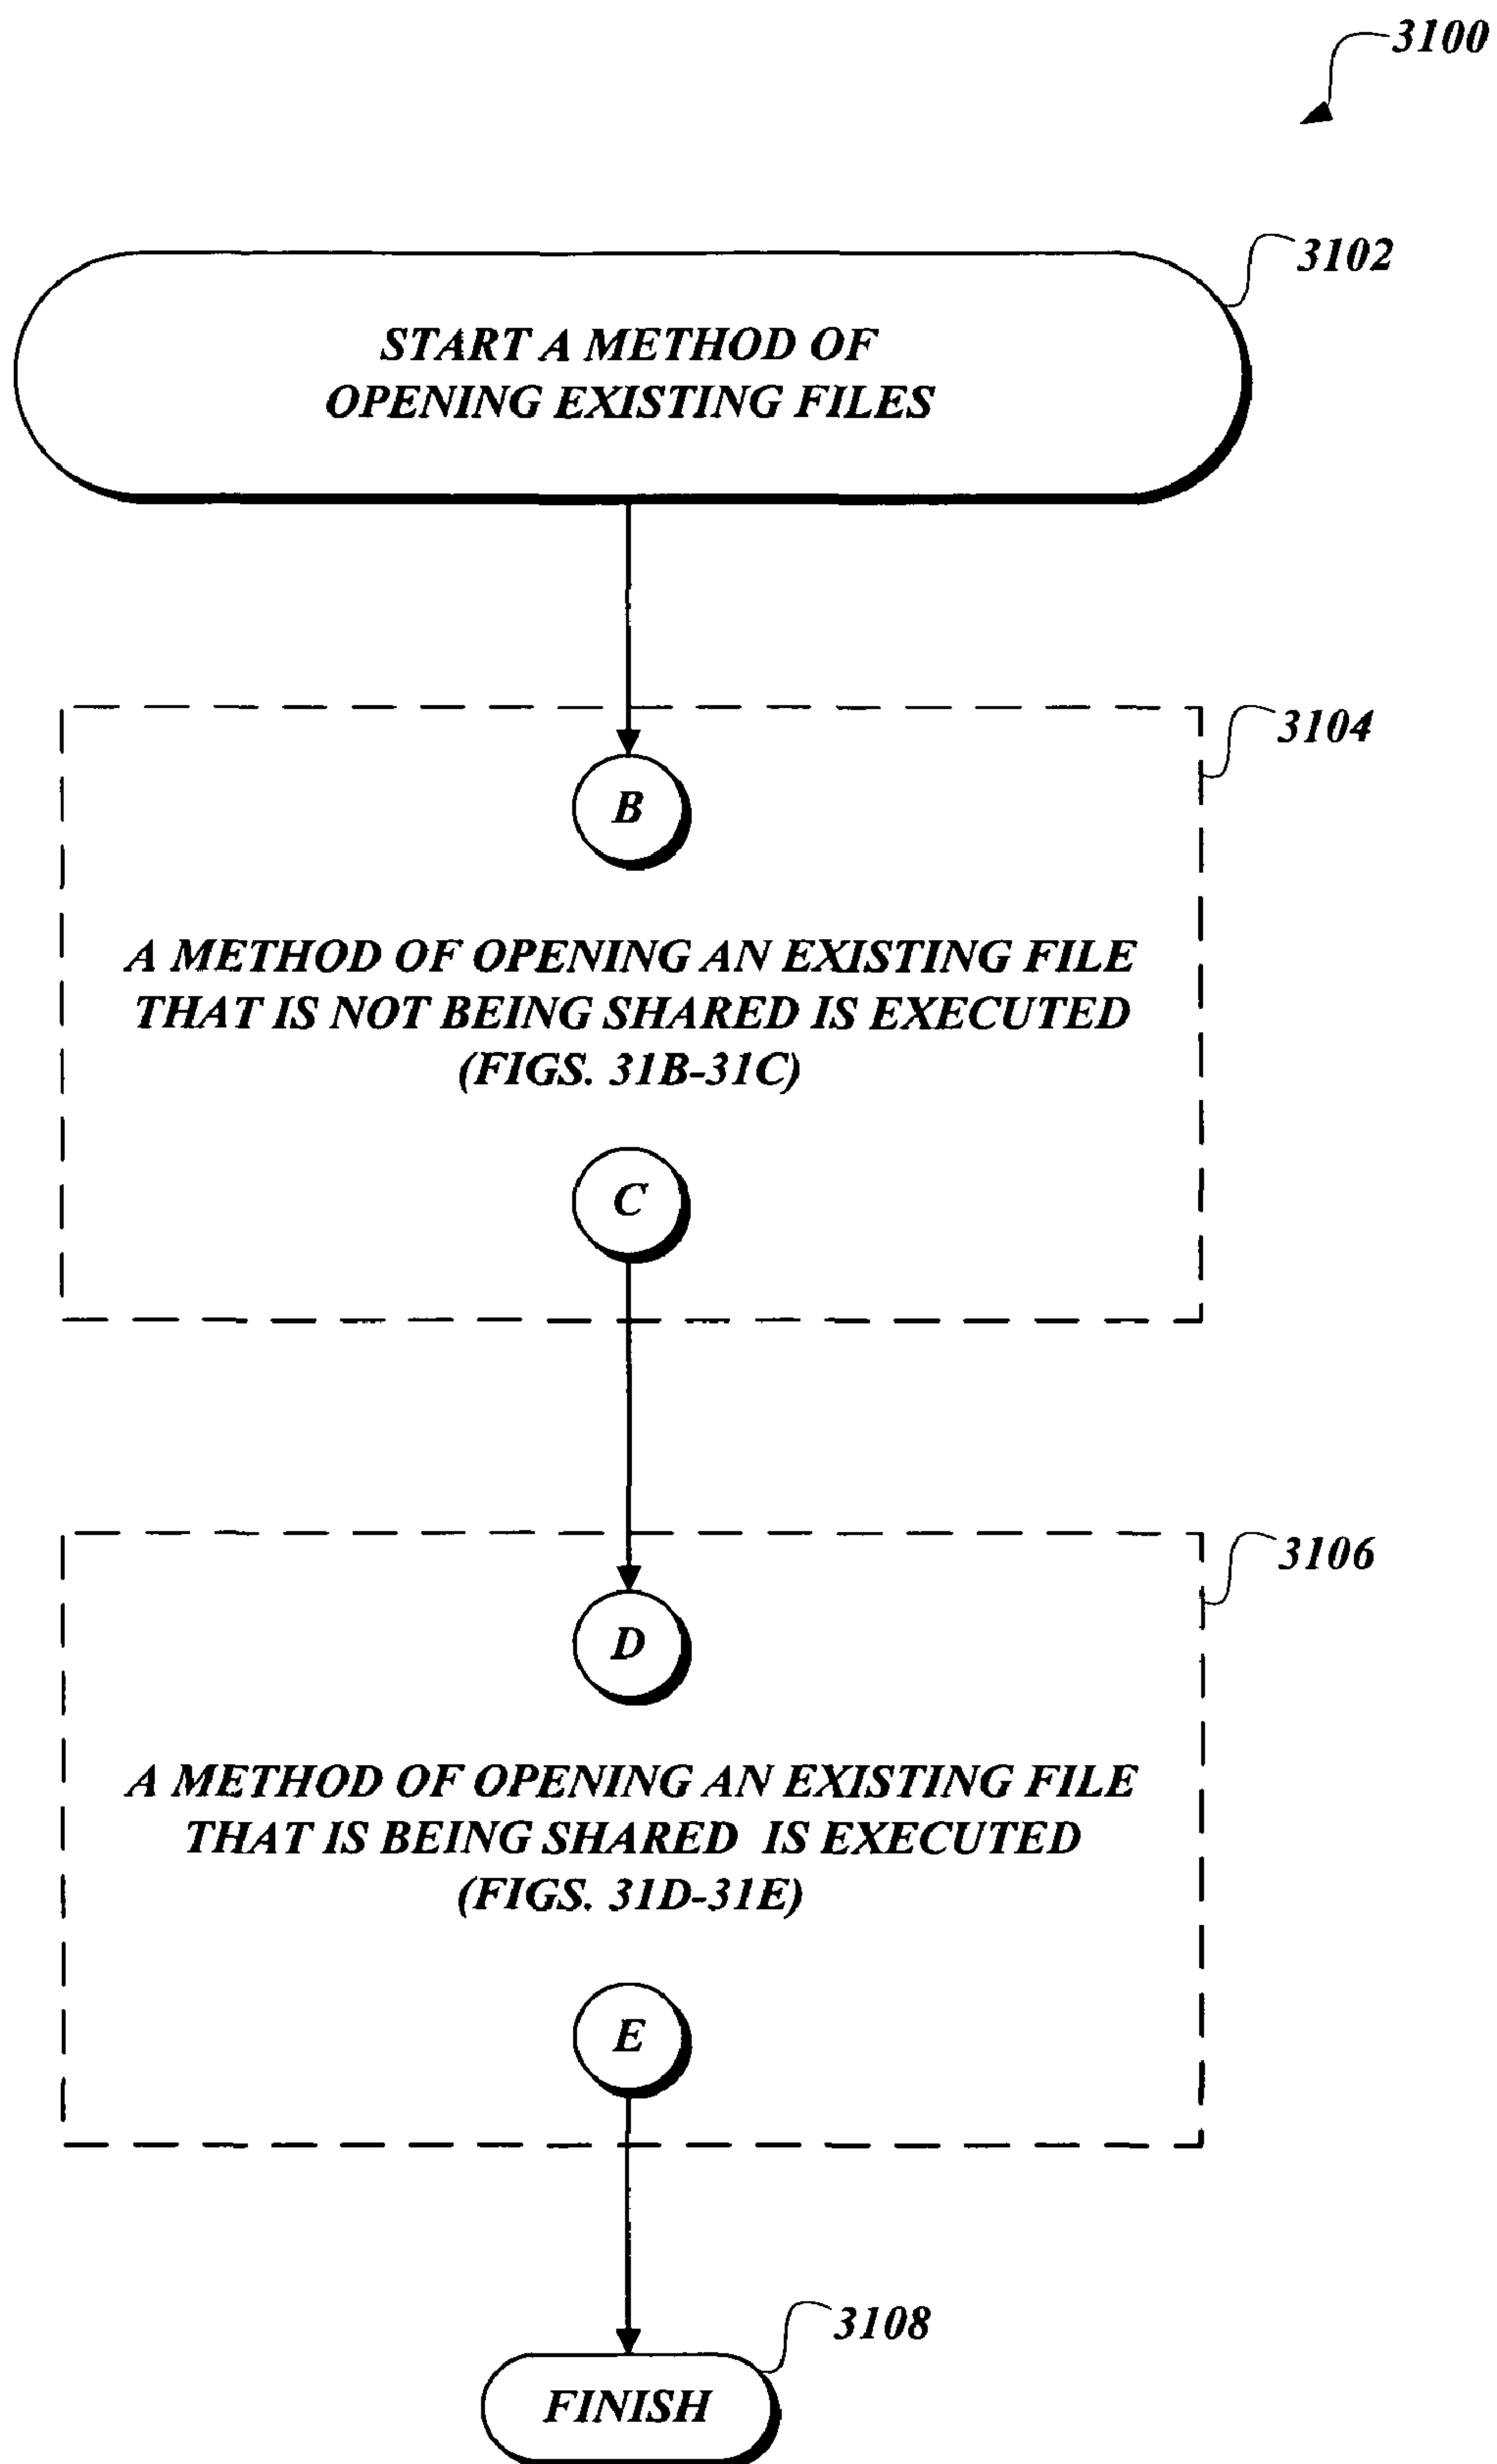 3100
3102
START A METHOD OF
OPENING EXISTING FILES
3104
B
A METHOD OF OPENING AN EXISTING FILE
THAT IS NOT BEING SHARED IS EXECUTED
(FIGS. 31B-31C)
C
3106
D
A METHOD OF OPENING AN EXISTING FILE
THAT IS BEING SHARED IS EXECUTED
(FIGS. 31D-31E)
E
3108
FINISH